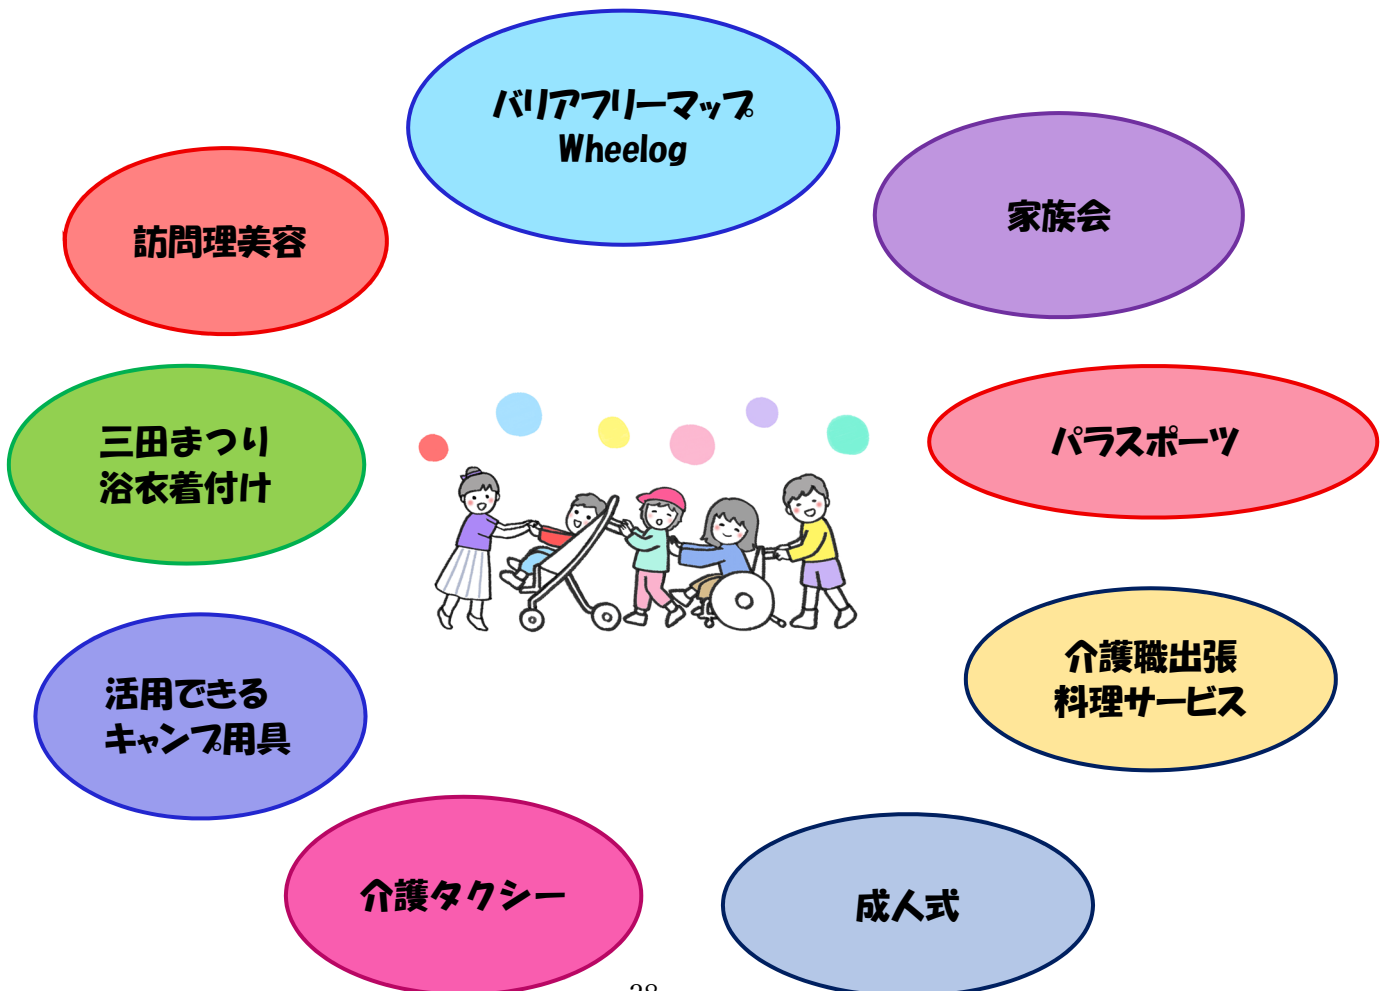 バリアフリーマップ
Wheelog
家族会
訪問理美容
三田まつり
浴衣着付け
パラスポーツ
介護職出張
料理サービス
活用できる
キャンプ用具
介護タクシー
成人式